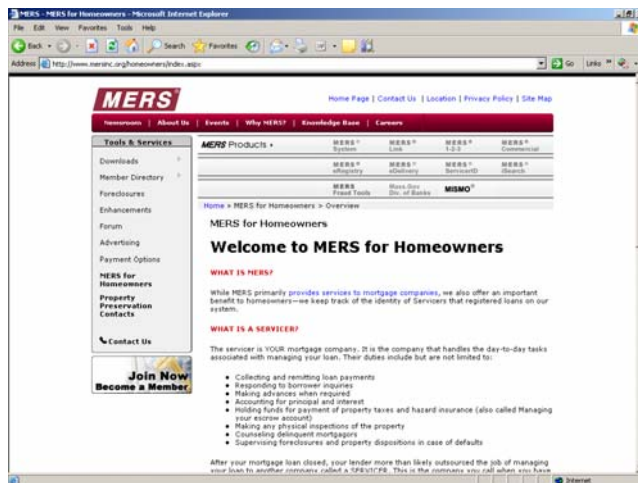 MERS - MERS for Homeowners - Microsoft Internet Explorer
File Edit View Favorites Tools Help
Back Search Favorites
Address http://www.mersinc.org/homeowners/index.aspx Go Links »
MERS®
Home Page | Contact Us | Location | Privacy Policy | Site Map
Newsroom | About Us | Events | Why MERS? | Knowledge Base | Careers
Tools & Services
Downloads
Member Directory
Foreclosures
Enhancements
Forum
Advertising
Payment Options
MERS for
Homeowners
Property
Preservation
Contacts
Contact Us
Join Now
Become a Member
MERS Products
MERS® System
MERS® Link
MERS® 1-2-3
MERS® Commercial
MERS® eRegistry
MERS® eDelivery
MERS® ServicerID
MERS® iSearch
MERS Fraud Tools
Mass.Gov Div. of Banks
MISMO®
Home > MERS for Homeowners > Overview
MERS for Homeowners
Welcome to MERS for Homeowners
WHAT IS MERS?
While MERS primarily provides services to mortgage companies, we also offer an important
benefit to homeowners—we keep track of the identity of Servicers that registered loans on our
system.
WHAT IS A SERVICER?
The servicer is YOUR mortgage company. It is the company that handles the day-to-day tasks
associated with managing your loan. Their duties include but are not limited to:
• Collecting and remitting loan payments
• Responding to borrower inquiries
• Making advances when required
• Accounting for principal and interest
• Holding funds for payment of property taxes and hazard insurance (also called Managing
your escrow account)
• Making any physical inspections of the property
• Counseling delinquent mortgagors
• Supervising foreclosures and property dispositions in case of defaults
After your mortgage loan closed, your lender more than likely outsourced the job of managing
your loan to another company called a SERVICER. This is the company you call when you have
Internet